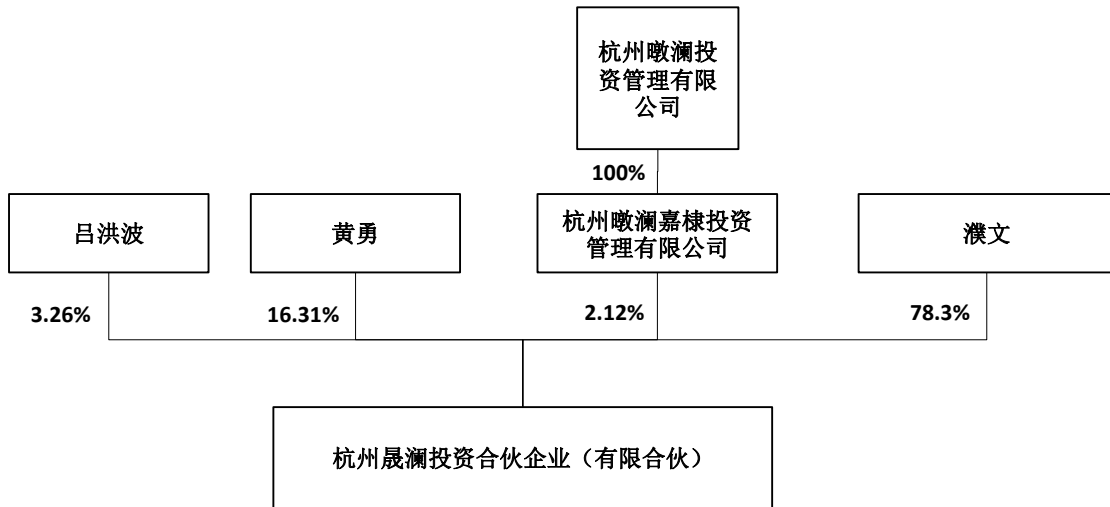 杭州暾澜投
资管理有限
公司
100%
吕洪波
黄勇
杭州暾澜嘉棣投资
管理有限公司
濮文
3.26%
16.31%
2.12%
78.3%
杭州晟澜投资合伙企业（有限合伙）